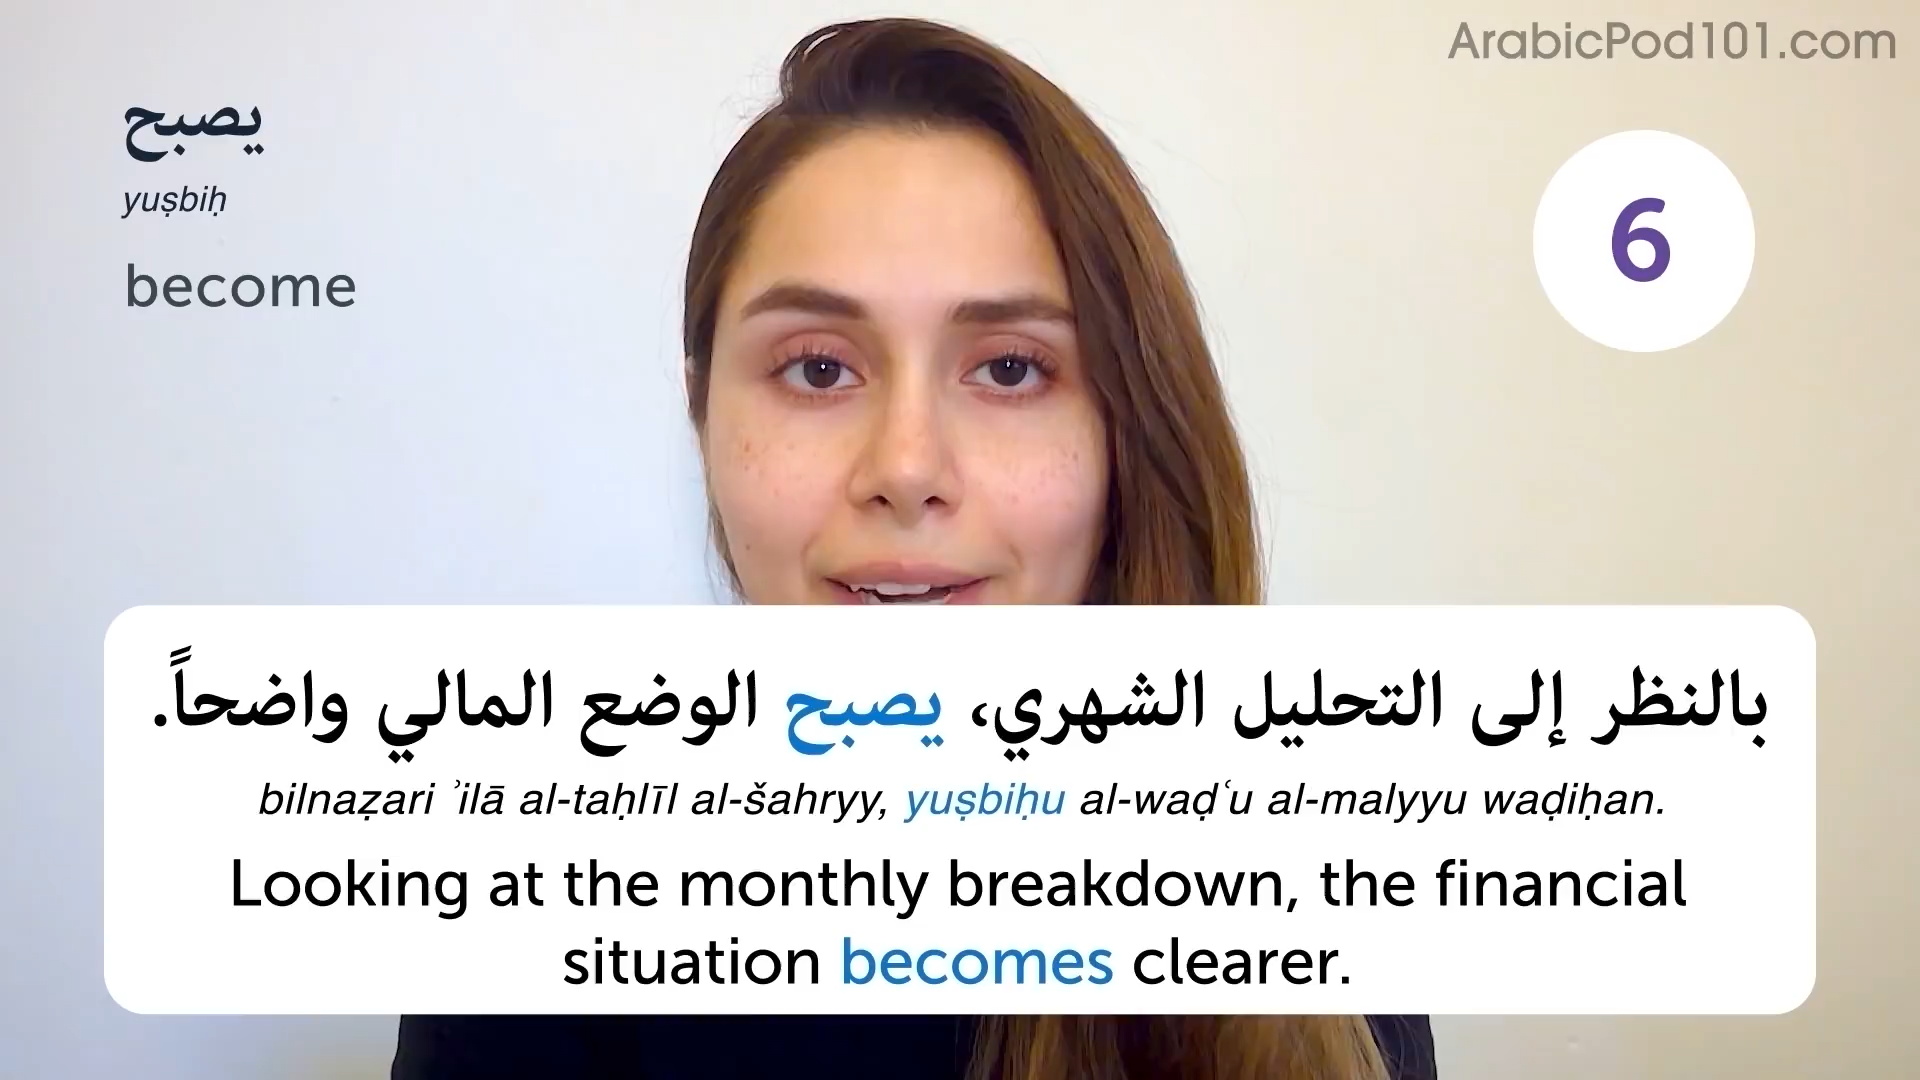 ArabicPod101.com
يصبح
yuṣbiḥ
become
6
بالنظر إلى التحليل الشهري، يصبح الوضع المالي واضحاً.
bilnaẓari ʾilā al-taḥlīl al-šahryy, yuṣbiḥu al-waḍʿu al-malyyu waḍiḥan.
Looking at the monthly breakdown, the financial
situation becomes clearer.